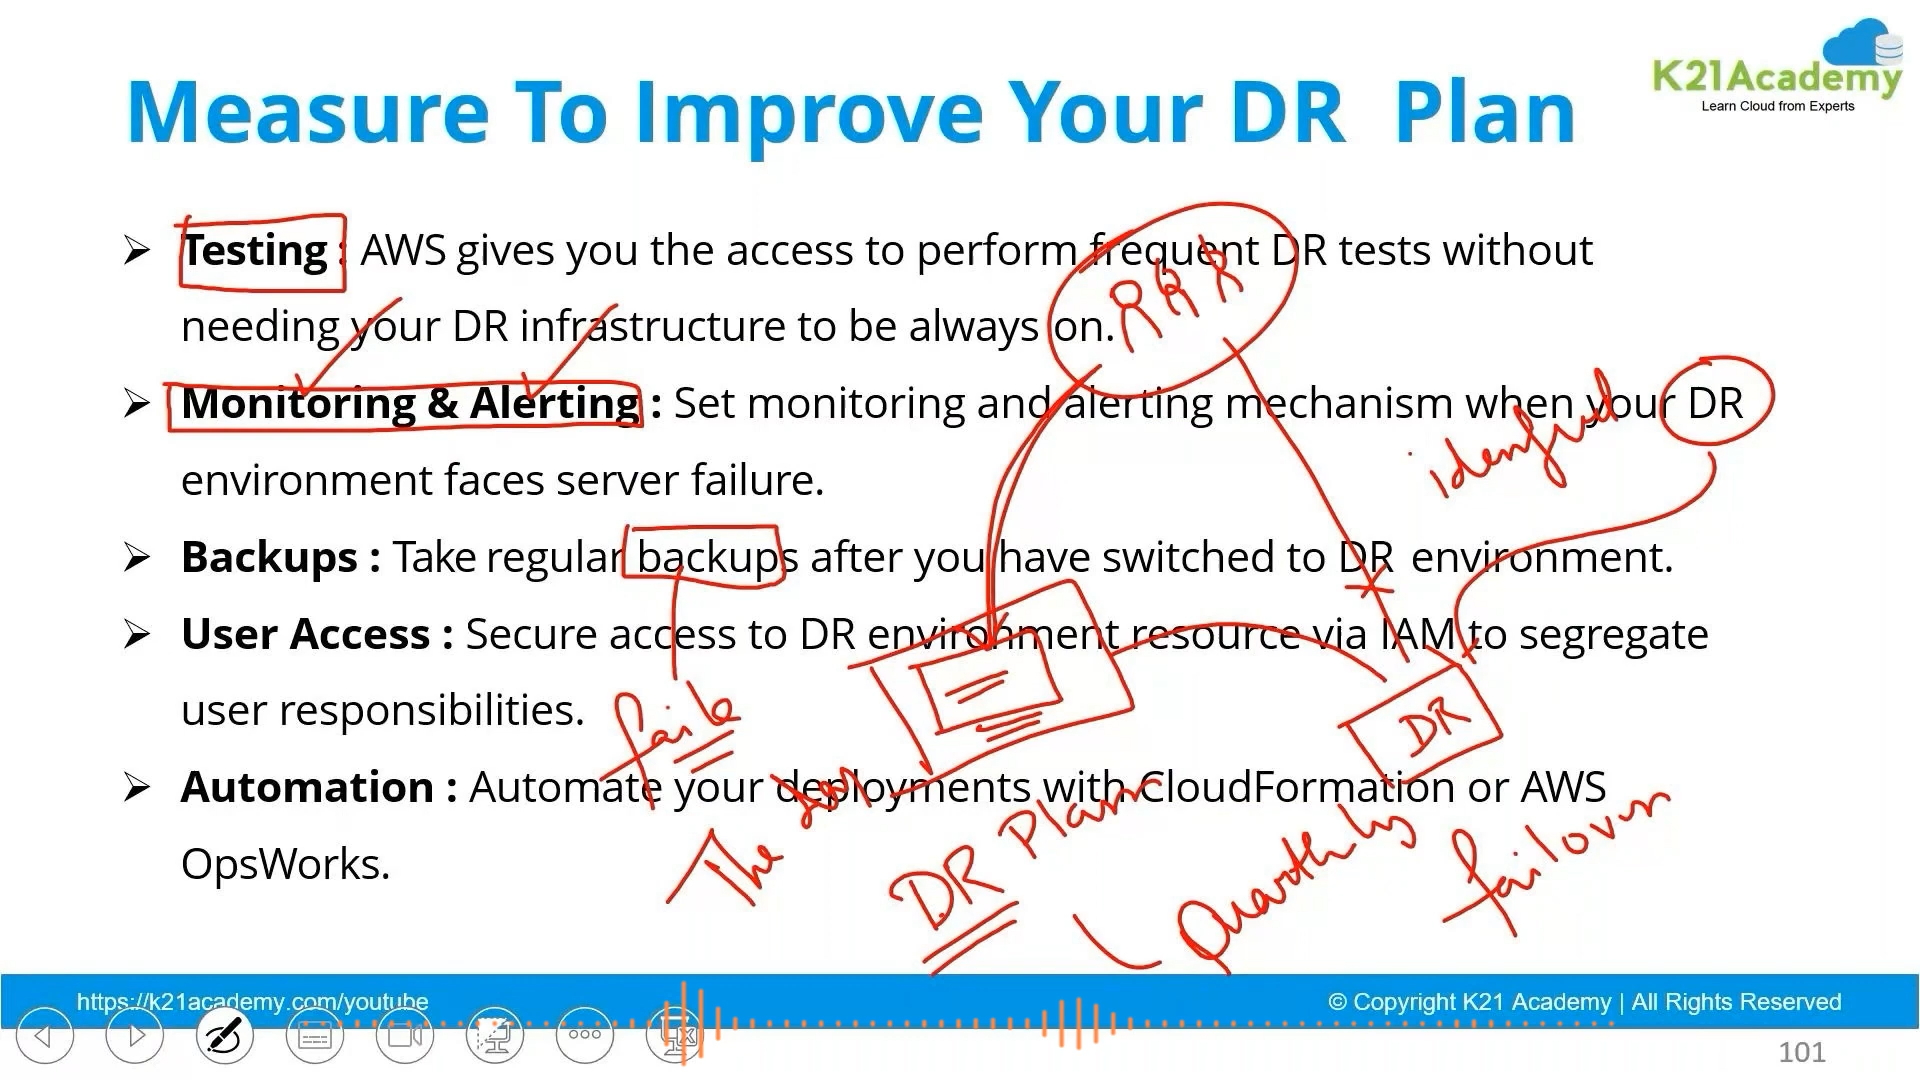 K21Academy
Learn Cloud from Experts
Measure To Improve Your DR Plan
➢ Testing : AWS gives you the access to perform frequent DR tests without
needing your DR infrastructure to be always on.
➢ Monitoring & Alerting : Set monitoring and alerting mechanism when your DR
environment faces server failure.
➢ Backups : Take regular backups after you have switched to DR environment.
➢ User Access : Secure access to DR environment resource via IAM to segregate
user responsibilities.
➢ Automation : Automate your deployments with CloudFormation or AWS
OpsWorks.
DR
The day
DR Plan
failover
https://k21academy.com/youtube
© Copyright K21 Academy | All Rights Reserved
101